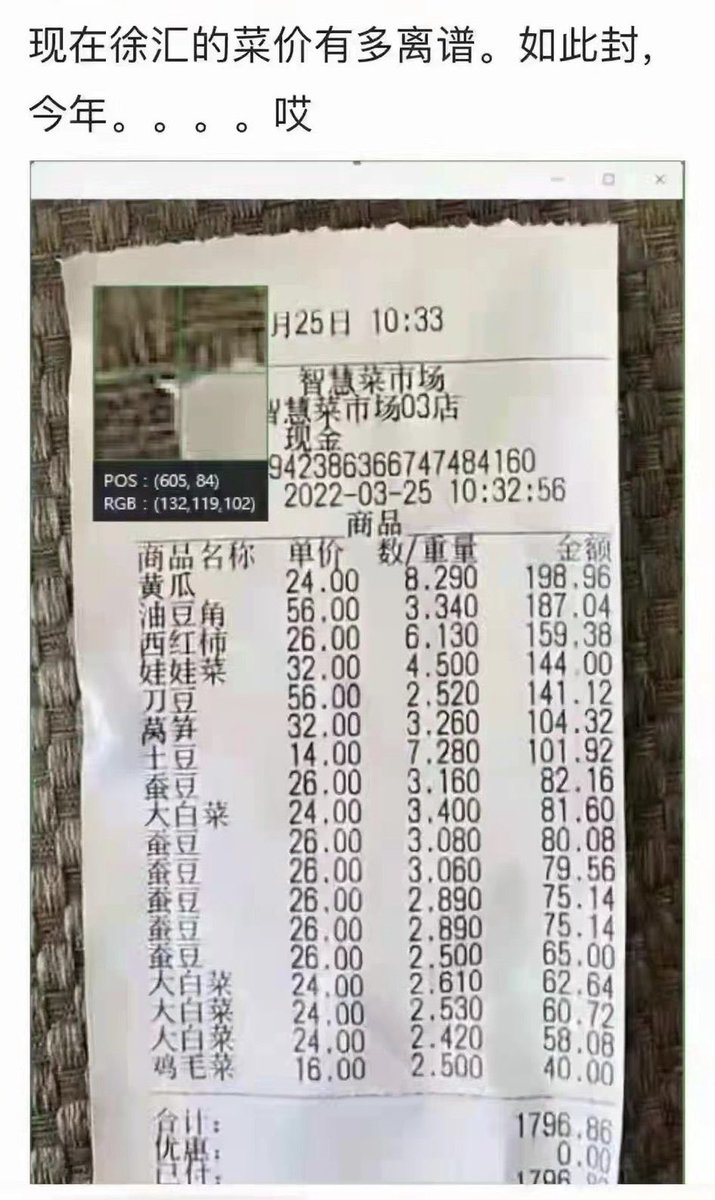 现在徐汇的菜价有多离谱。如此封，
今年。。。。哎
月25日 10:33
智慧菜市场
智慧菜市场03店
现金
942386366747484160
POS：(605, 84)
RGB：(132,119,102)
2022-03-25 10:32:56
商品
商品名称 单价 数/重量 金额
黄瓜 24.00 8.290 198.96
油豆角 56.00 3.340 187.04
西红柿 26.00 6.130 159.38
娃娃菜 32.00 4.500 144.00
刀豆 56.00 2.520 141.12
莴笋 32.00 3.260 104.32
土豆 14.00 7.280 101.92
蚕豆 26.00 3.160 82.16
大白菜 24.00 3.400 81.60
蚕豆 26.00 3.080 80.08
蚕豆 26.00 3.060 79.56
蚕豆 26.00 2.890 75.14
蚕豆 26.00 2.890 75.14
蚕豆 26.00 2.500 65.00
大白菜 24.00 2.610 62.64
大白菜 24.00 2.530 60.72
大白菜 24.00 2.420 58.08
鸡毛菜 16.00 2.500 40.00
合计： 1796.86
优惠： 0.00
已付： 1796.86